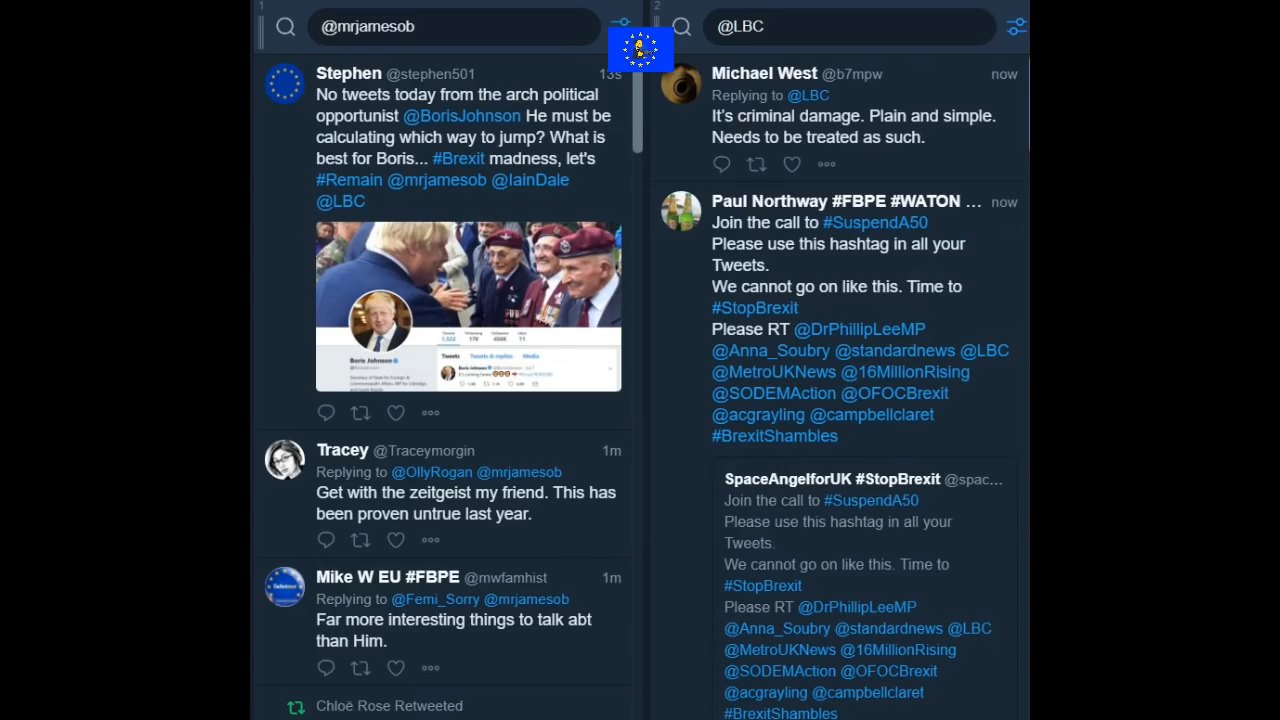 1
@mrjamesob
Stephen @stephen501 13s
No tweets today from the arch political
opportunist @BorisJohnson He must be
calculating which way to jump? What is
best for Boris... #Brexit madness, let's
#Remain @mrjamesob @IainDale
@LBC
Tweets & replies Media
Tweets
Boris Johnson
Tracey @Traceymorgin 1m
Replying to @OllyRogan @mrjamesob
Get with the zeitgeist my friend. This has
been proven untrue last year.
Mike W EU #FBPE @mwfamhist 1m
Replying to @Femi_Sorry @mrjamesob
Far more interesting things to talk abt
than Him.
Chloë Rose Retweeted
2
@LBC
Michael West @b7mpw now
Replying to @LBC
It's criminal damage. Plain and simple.
Needs to be treated as such.
Paul Northway #FBPE #WATON ... now
Join the call to #SuspendA50
Please use this hashtag in all your
Tweets.
We cannot go on like this. Time to
#StopBrexit
Please RT @DrPhillipLeeMP
@Anna_Soubry @standardnews @LBC
@MetroUKNews @16MillionRising
@SODEMAction @OFOCBrexit
@acgrayling @campbellclaret
#BrexitShambles
SpaceAngelforUK #StopBrexit @spac...
Join the call to #SuspendA50
Please use this hashtag in all your
Tweets.
We cannot go on like this. Time to
#StopBrexit
Please RT @DrPhillipLeeMP
@Anna_Soubry @standardnews @LBC
@MetroUKNews @16MillionRising
@SODEMAction @OFOCBrexit
@acgrayling @campbellclaret
#BrexitShambles